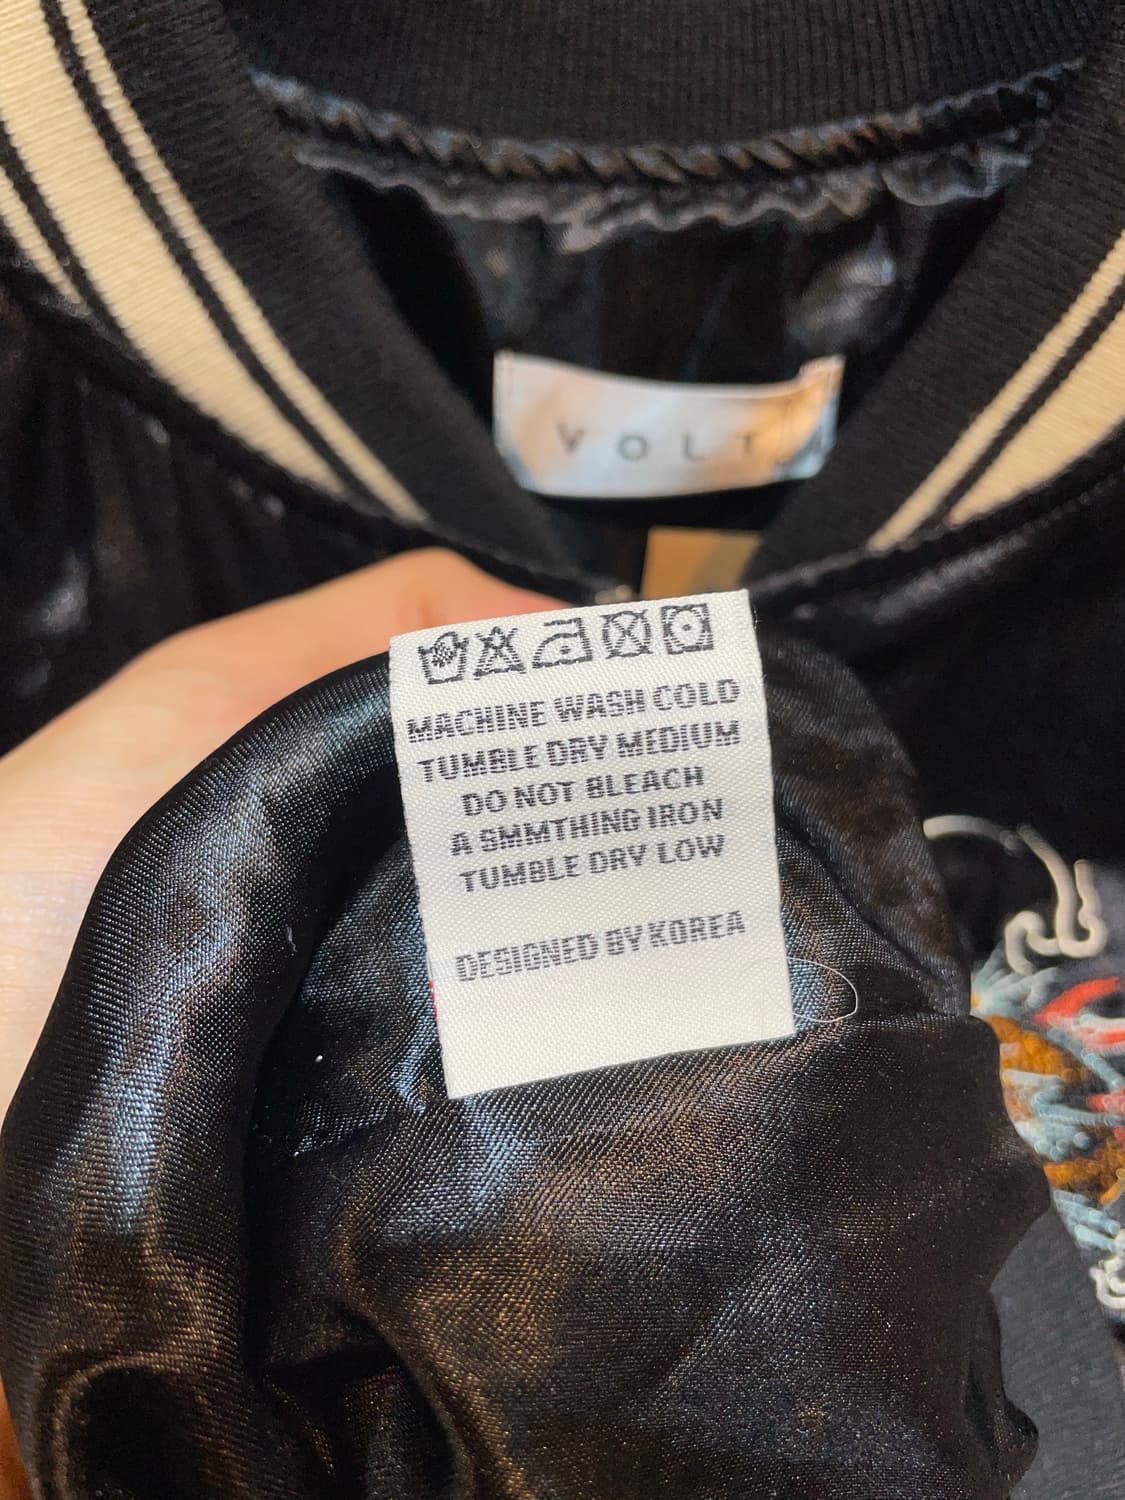 VOLT
MACHINE WASH COLD
TUMBLE DRY MEDIUM
DO NOT BLEACH
A SMMTHING IRON
TUMBLE DRY LOW
DESIGNED BY KOREA